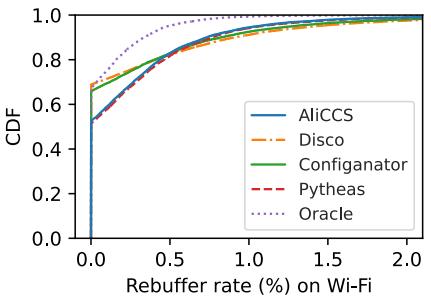 1.0
0.8
0.6
0.4
0.2
0.0
CDF
AliCCS
Disco
Configanator
Pytheas
Oracle
0.0 0.5 1.0 1.5 2.0
Rebuffer rate (%) on Wi-Fi